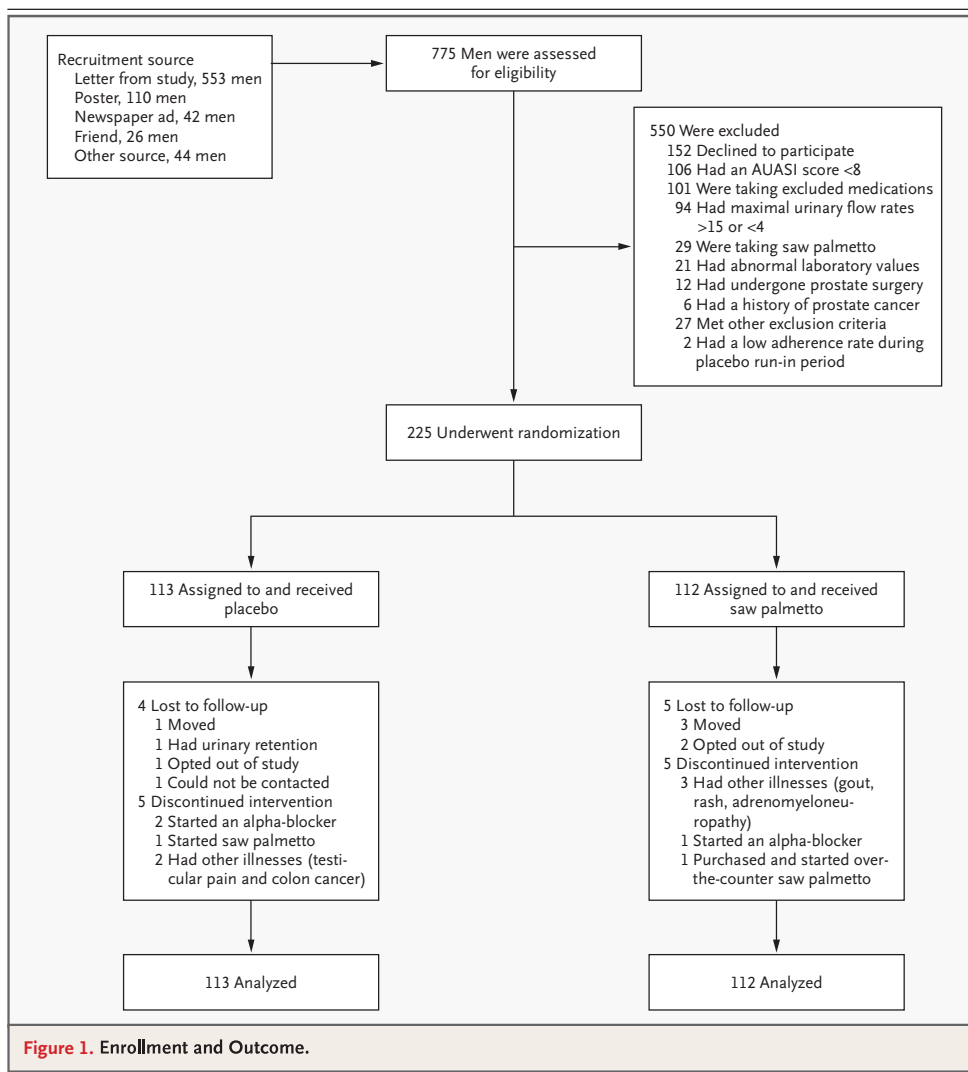 Recruitment source
Letter from study, 553 men
Poster, 110 men
Newspaper ad, 42 men
Friend, 26 men
Other source, 44 men
775 Men were assessed
for eligibility
550 Were excluded
152 Declined to participate
106 Had an AUASI score <8
101 Were taking excluded medications
94 Had maximal urinary flow rates
>15 or <4
29 Were taking saw palmetto
21 Had abnormal laboratory values
12 Had undergone prostate surgery
6 Had a history of prostate cancer
27 Met other exclusion criteria
2 Had a low adherence rate during
placebo run-in period
225 Underwent randomization
113 Assigned to and received
placebo
112 Assigned to and received
saw palmetto
4 Lost to follow-up
1 Moved
1 Had urinary retention
1 Opted out of study
1 Could not be contacted
5 Discontinued intervention
2 Started an alpha-blocker
1 Started saw palmetto
2 Had other illnesses (testi-
cular pain and colon cancer)
5 Lost to follow-up
3 Moved
2 Opted out of study
5 Discontinued intervention
3 Had other illnesses (gout,
rash, adrenomyeloneu-
ropathy)
1 Started an alpha-blocker
1 Purchased and started over-
the-counter saw palmetto
113 Analyzed
112 Analyzed
Figure 1. Enrollment and Outcome.